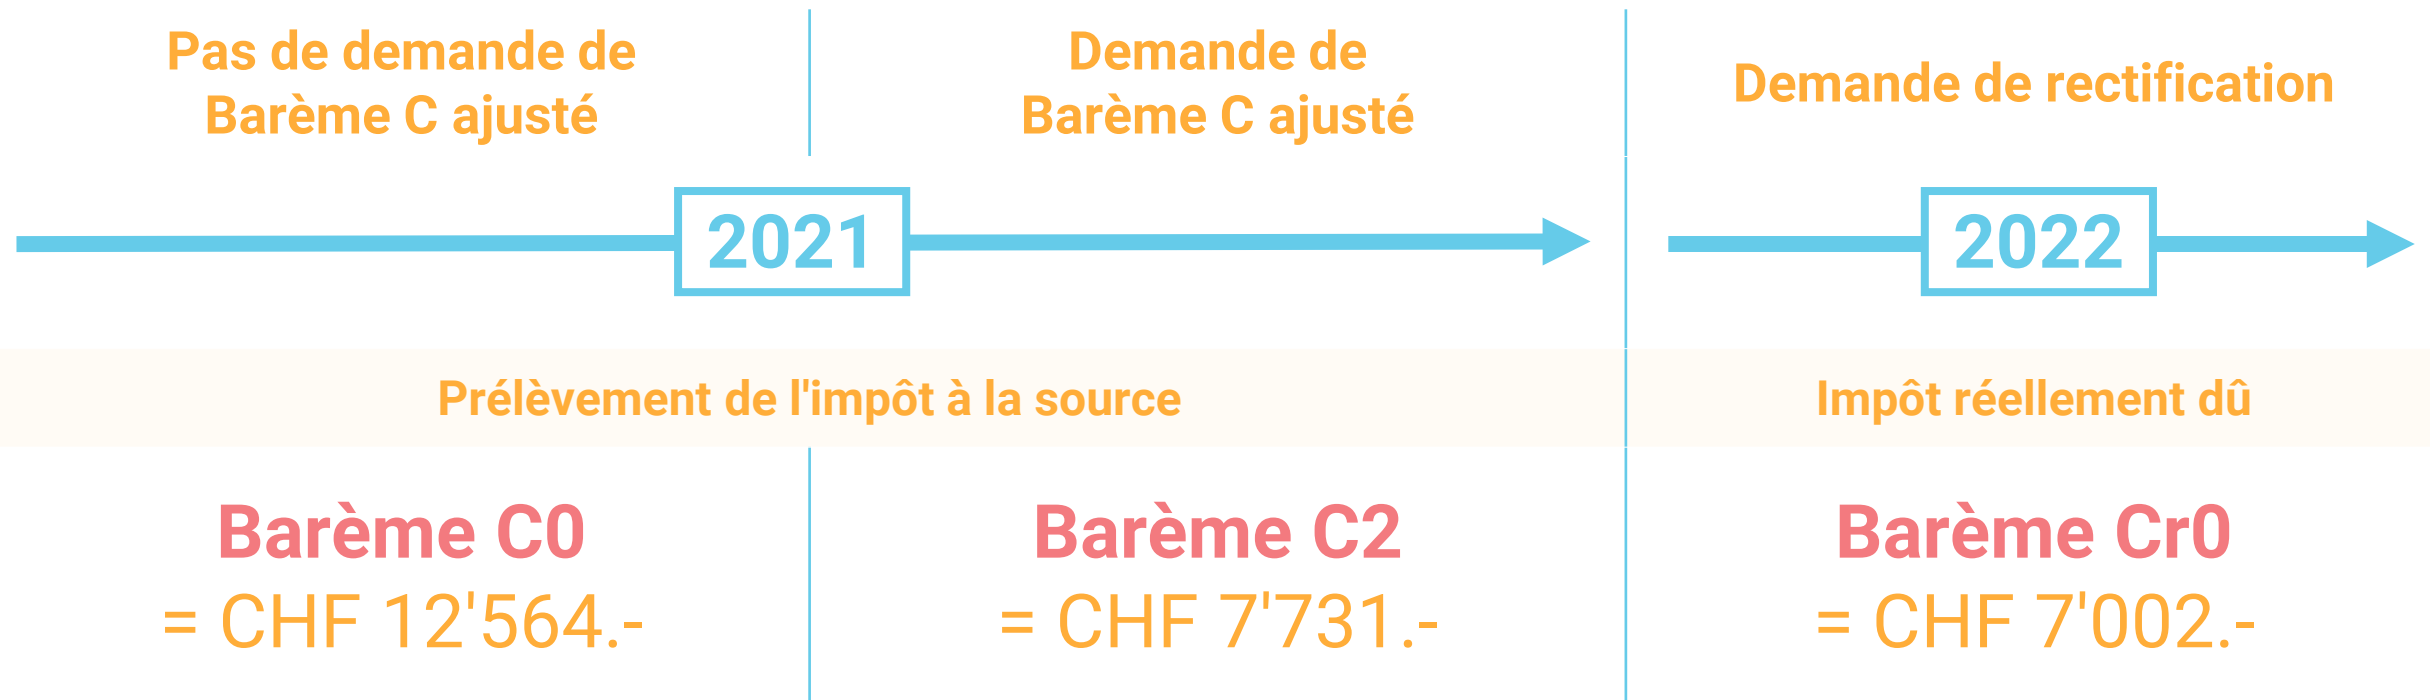 Pas de demande de
Barème C ajusté
Demande de
Barème C ajusté
Demande de rectification
2021
2022
Prélèvement de l'impôt à la source
Impôt réellement dû
Barème C0
= CHF 12'564.-
Barème C2
= CHF 7'731.-
Barème Cr0
= CHF 7'002.-